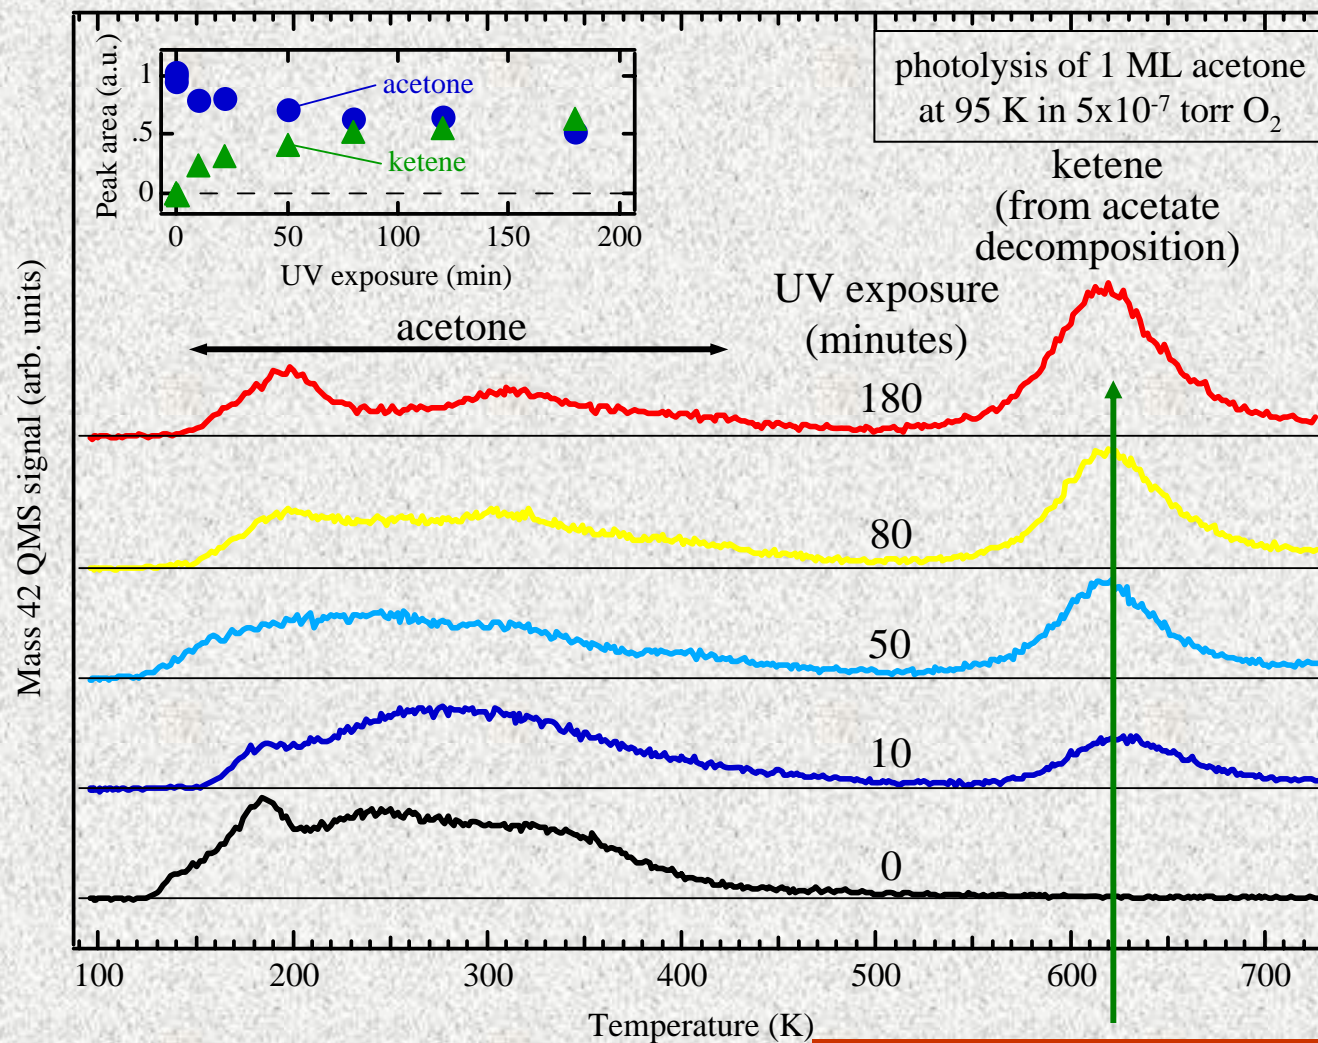 photolysis of 1 ML acetone
at 95 K in 5x10⁻⁷ torr O₂
Peak area (a.u.)
1
.5
0
acetone
ketene
0 50 100 150 200
UV exposure (min)
ketene
(from acetate
decomposition)
UV exposure
(minutes)
acetone
180
80
50
10
0
Mass 42 QMS signal (arb. units)
100 200 300 400 500 600 700
Temperature (K)